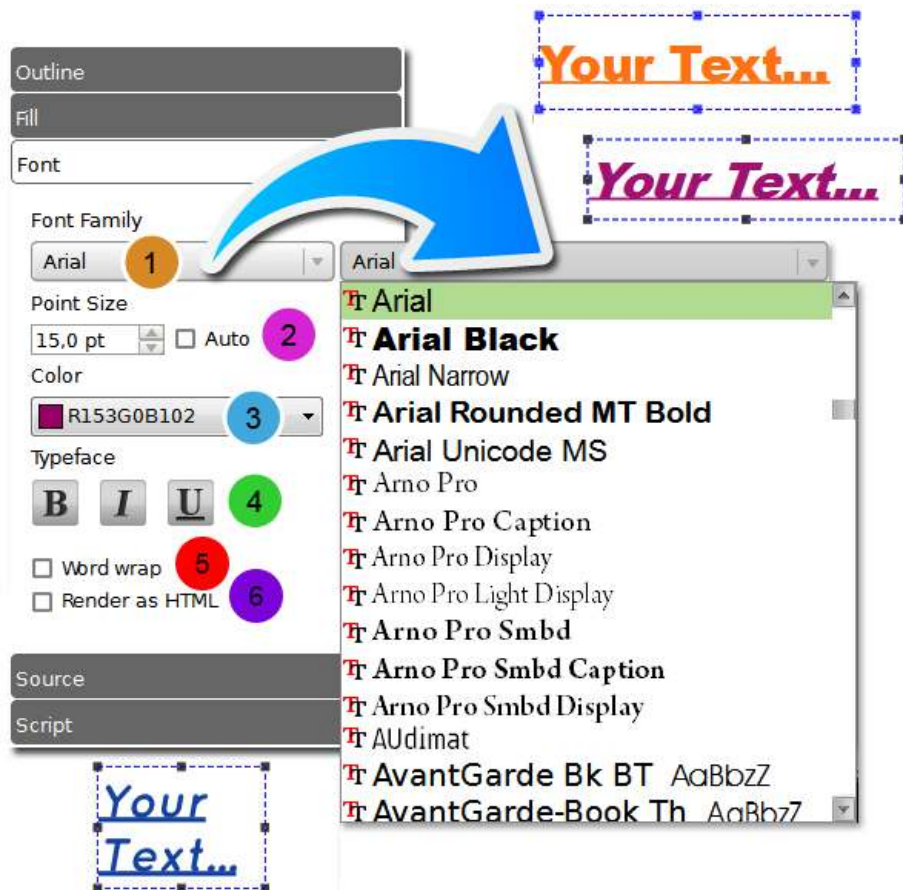 Your Text...
Your Text...
Outline
Fill
Font
Font Family
Arial
1
Point Size
15,0 pt
Auto
2
Color
R153G0B102
3
Typeface
B I U
4
Word wrap
5
Render as HTML
6
Source
Script
Arial
Arial
Arial Black
Arial Narrow
Arial Rounded MT Bold
Arial Unicode MS
Arno Pro
Arno Pro Caption
Arno Pro Display
Arno Pro Light Display
Arno Pro Smbd
Arno Pro Smbd Caption
Arno Pro Smbd Display
AUdimat
AvantGarde Bk BT AaBbzZ
AvantGarde-Book Th AaBbzZ
Your
Text...